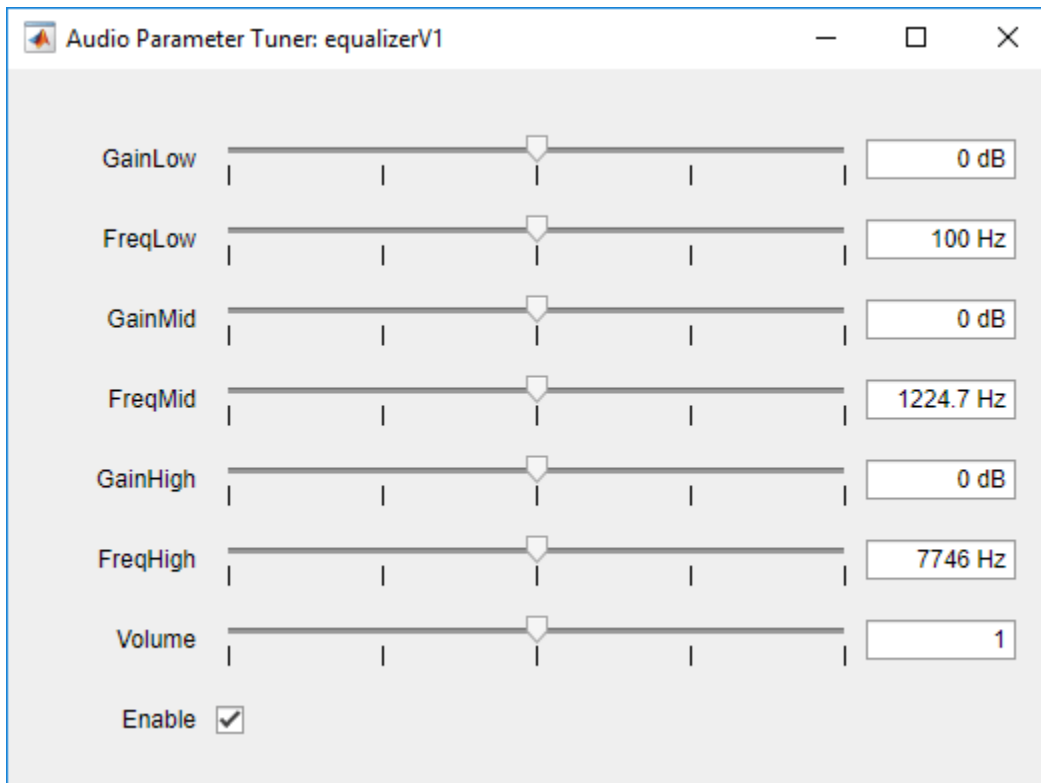 Audio Parameter Tuner: equalizerV1
GainLow 0 dB
FreqLow 100 Hz
GainMid 0 dB
FreqMid 1224.7 Hz
GainHigh 0 dB
FreqHigh 7746 Hz
Volume 1
Enable